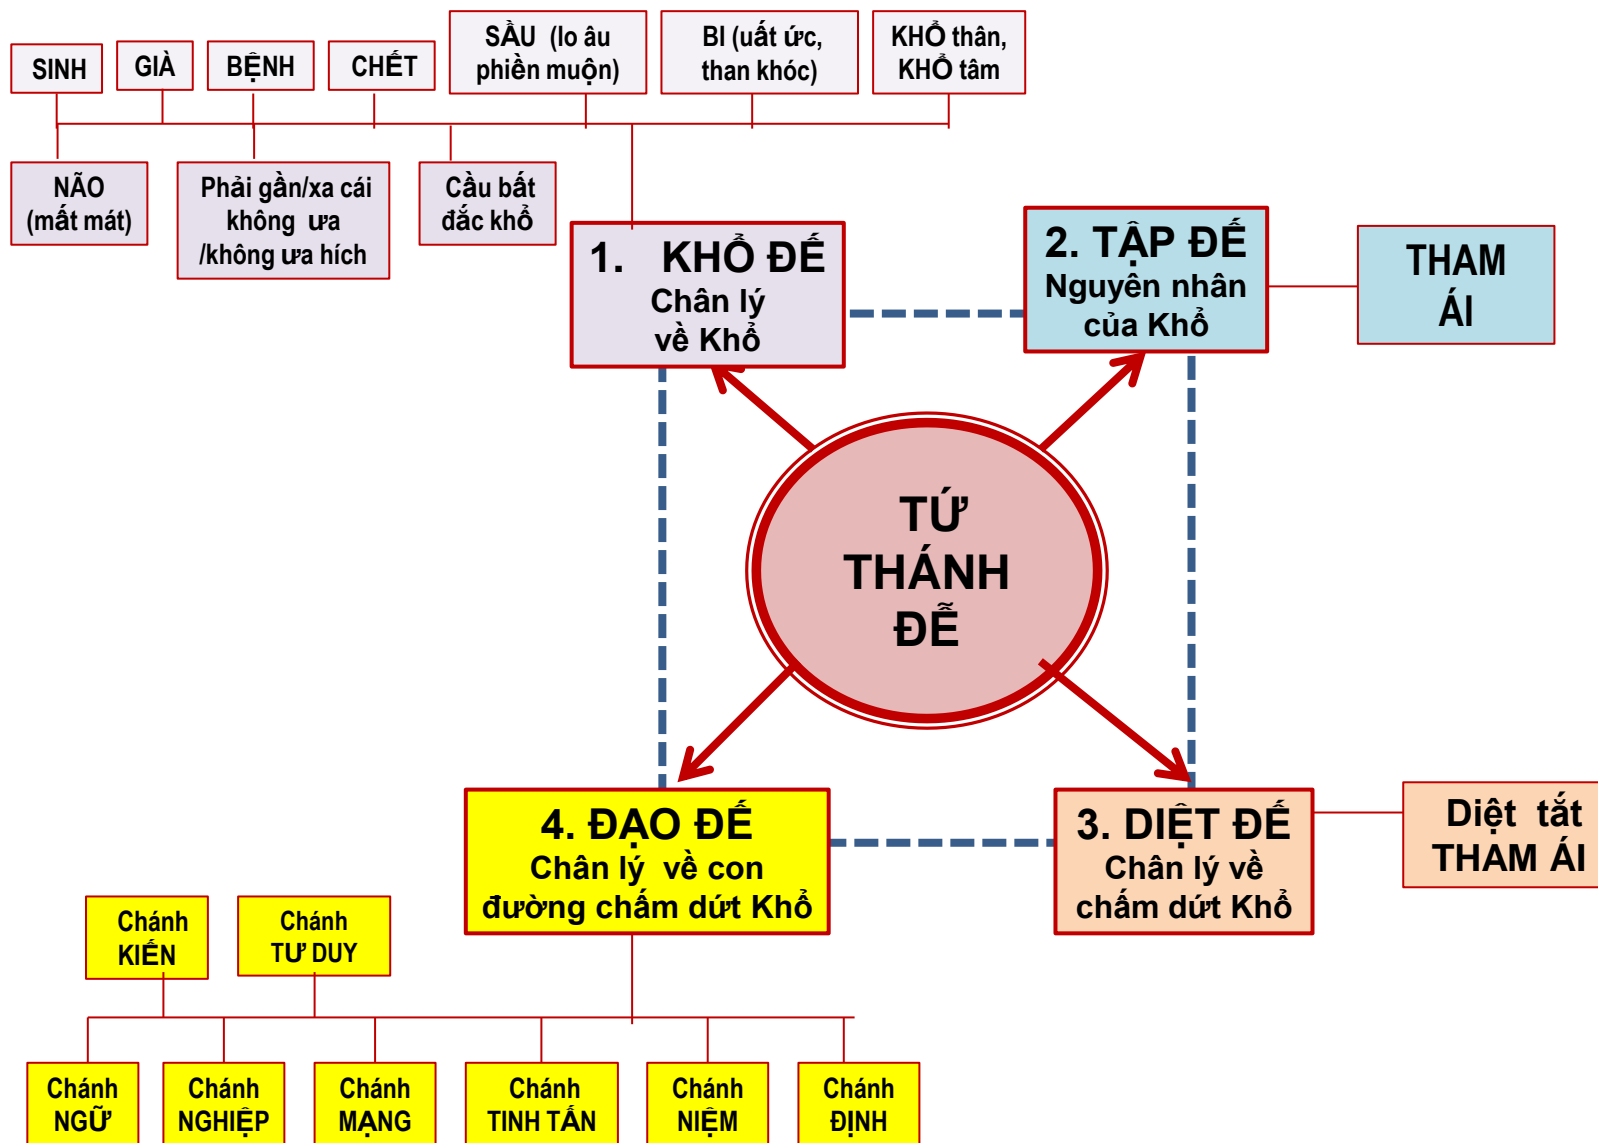 SINH
GIÀ
BỆNH
CHẾT
SẦU (lo âu
phiền muộn)
BI (uất ức,
than khóc)
KHỔ thân,
KHỔ tâm
NÃO
(mất mát)
Phải gần/xa cái
không ưa
/không ưa hích
Cầu bất
đắc khổ
1. KHỔ ĐẾ
Chân lý
về Khổ
2. TẬP ĐẾ
Nguyên nhân
của Khổ
THAM
ÁI
TỨ
THÁNH
ĐỄ
4. ĐẠO ĐẾ
Chân lý về con
đường chấm dứt Khổ
3. DIỆT ĐẾ
Chân lý về
chấm dứt Khổ
Diệt tắt
THAM ÁI
Chánh
KIẾN
Chánh
TƯ DUY
Chánh
NGỮ
Chánh
NGHIỆP
Chánh
MẠNG
Chánh
TINH TẤN
Chánh
NIỆM
Chánh
ĐỊNH